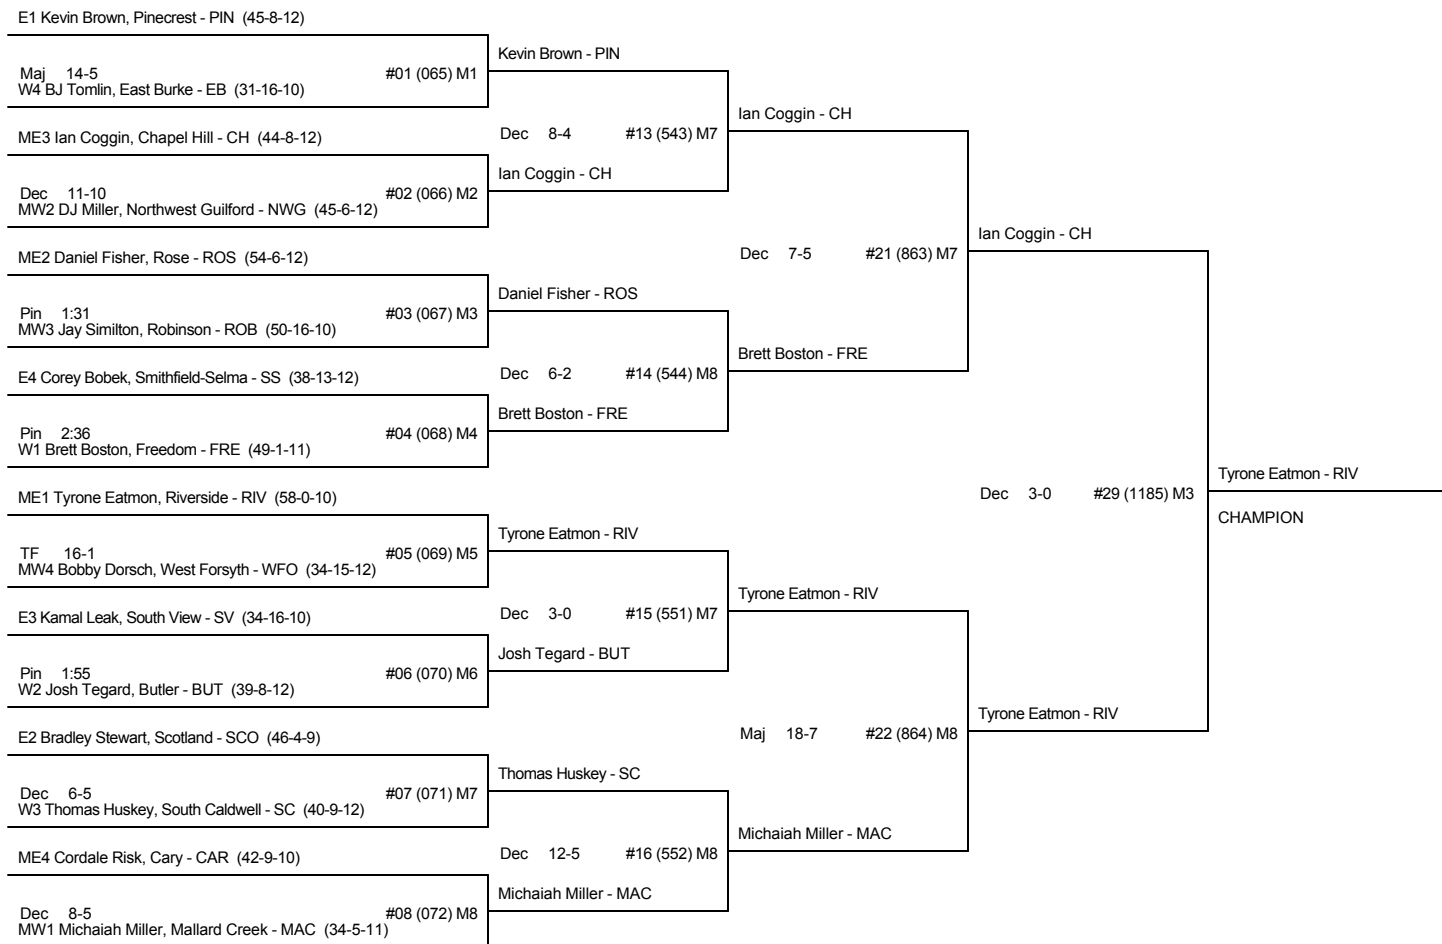 E1 Kevin Brown, Pinecrest - PIN (45-8-12)
Kevin Brown - PIN
Maj 14-5 #01 (065) M1
W4 BJ Tomlin, East Burke - EB (31-16-10)
Ian Coggin - CH
ME3 Ian Coggin, Chapel Hill - CH (44-8-12)
Dec 8-4 #13 (543) M7
Ian Coggin - CH
Dec 11-10 #02 (066) M2
MW2 DJ Miller, Northwest Guilford - NWG (45-6-12)
Ian Coggin - CH
ME2 Daniel Fisher, Rose - ROS (54-6-12)
Dec 7-5 #21 (863) M7
Daniel Fisher - ROS
Pin 1:31 #03 (067) M3
MW3 Jay Similton, Robinson - ROB (50-16-10)
Brett Boston - FRE
E4 Corey Bobek, Smithfield-Selma - SS (38-13-12)
Dec 6-2 #14 (544) M8
Brett Boston - FRE
Pin 2:36 #04 (068) M4
W1 Brett Boston, Freedom - FRE (49-1-11)
Tyrone Eatmon - RIV
ME1 Tyrone Eatmon, Riverside - RIV (58-0-10)
Dec 3-0 #29 (1185) M3
CHAMPION
Tyrone Eatmon - RIV
TF 16-1 #05 (069) M5
MW4 Bobby Dorsch, West Forsyth - WFO (34-15-12)
Tyrone Eatmon - RIV
E3 Kamal Leak, South View - SV (34-16-10)
Dec 3-0 #15 (551) M7
Josh Tegard - BUT
Pin 1:55 #06 (070) M6
W2 Josh Tegard, Butler - BUT (39-8-12)
Tyrone Eatmon - RIV
E2 Bradley Stewart, Scotland - SCO (46-4-9)
Maj 18-7 #22 (864) M8
Thomas Huskey - SC
Dec 6-5 #07 (071) M7
W3 Thomas Huskey, South Caldwell - SC (40-9-12)
Michaiah Miller - MAC
ME4 Cordale Risk, Cary - CAR (42-9-10)
Dec 12-5 #16 (552) M8
Michaiah Miller - MAC
Dec 8-5 #08 (072) M8
MW1 Michaiah Miller, Mallard Creek - MAC (34-5-11)